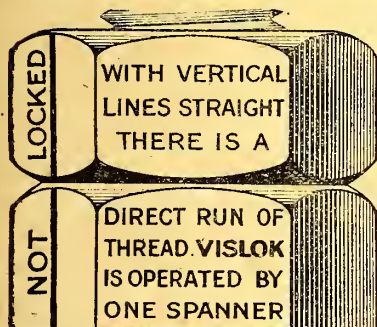 LOCKED
WITH VERTICAL
LINES STRAIGHT
THERE IS A
NOT
DIRECT RUN OF
THREAD. VISLOK
IS OPERATED BY
ONE SPANNER